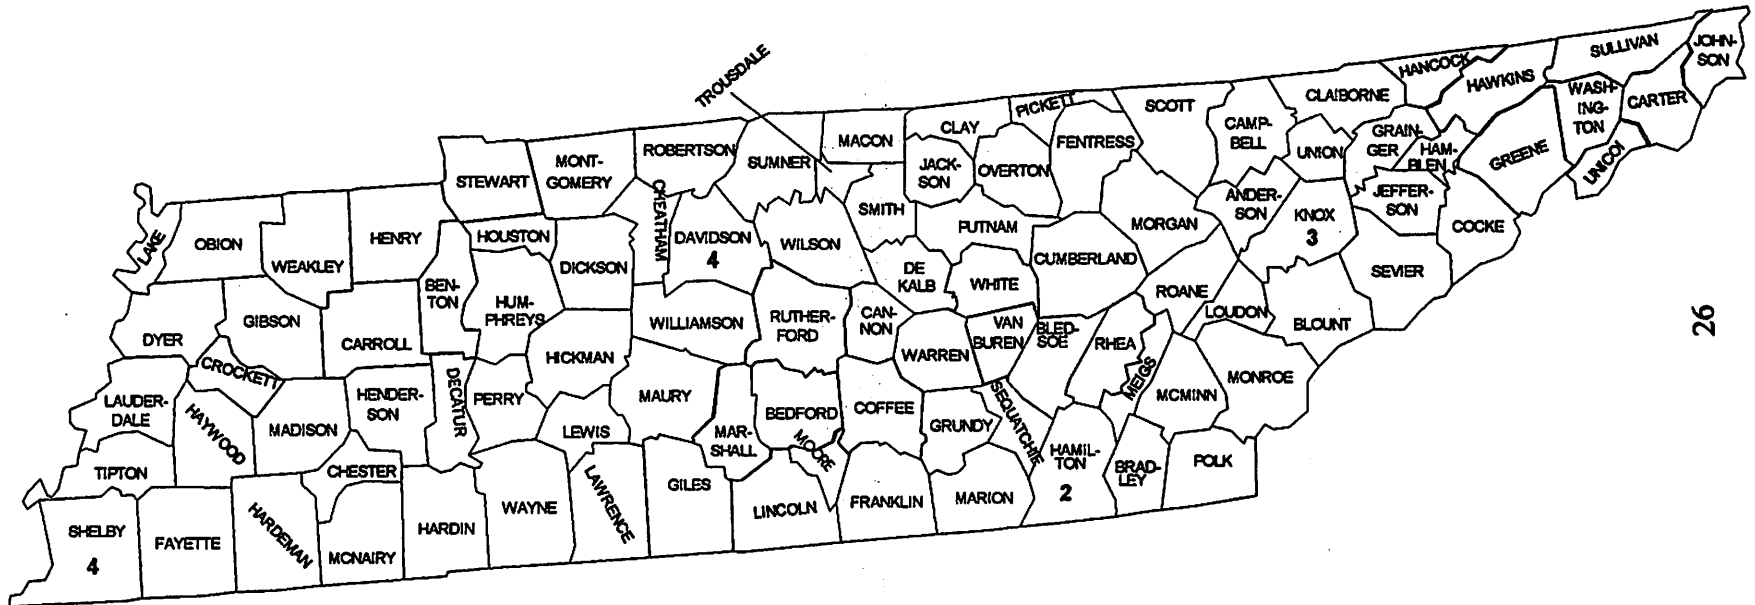 TROUSDALE
JOHN-
SON
SULLIVAN
HANCOCK
HAWKINS
WASH-
ING-
TON
CARTER
UNICOI
CLAIBORNE
GRAIN-
GER
HAM-
BLEN
GREENE
SCOTT
CAMP-
BELL
UNION
PICKETT
FENTRESS
CLAY
MACON
JACK-
SON
OVERTON
ROBERTSON
SUMNER
MONT-
GOMERY
STEWART
CHEATHAM
SMITH
PUTNAM
MORGAN
ANDER-
SON
KNOX
3
JEFFER-
SON
COCKE
SEVIER
LAKE
OBION
WEAKLEY
HENRY
HOUSTON
DICKSON
DAVIDSON
4
WILSON
DE
KALB
WHITE
CUMBERLAND
ROANE
LOUDON
BLOUNT
BEN-
TON
HUM-
PHREYS
DYER
GIBSON
CARROLL
WILLIAMSON
RUTHER-
FORD
CAN-
NON
WARREN
VAN
BUREN
BLED-
SOE
RHEA
MEIGS
MCMINN
MONROE
CROCKETT
HICKMAN
LAUDER-
DALE
HAYWOOD
MADISON
HENDER-
SON
DECATUR
PERRY
LEWIS
MAURY
MAR-
SHALL
BEDFORD
MOORE
COFFEE
GRUNDY
SEQUATCHIE
HAMIL-
TON
2
BRAD-
LEY
POLK
TIPTON
CHESTER
SHELBY
4
FAYETTE
HARDEMAN
MCNAIRY
HARDIN
WAYNE
LAWRENCE
GILES
LINCOLN
FRANKLIN
MARION
26